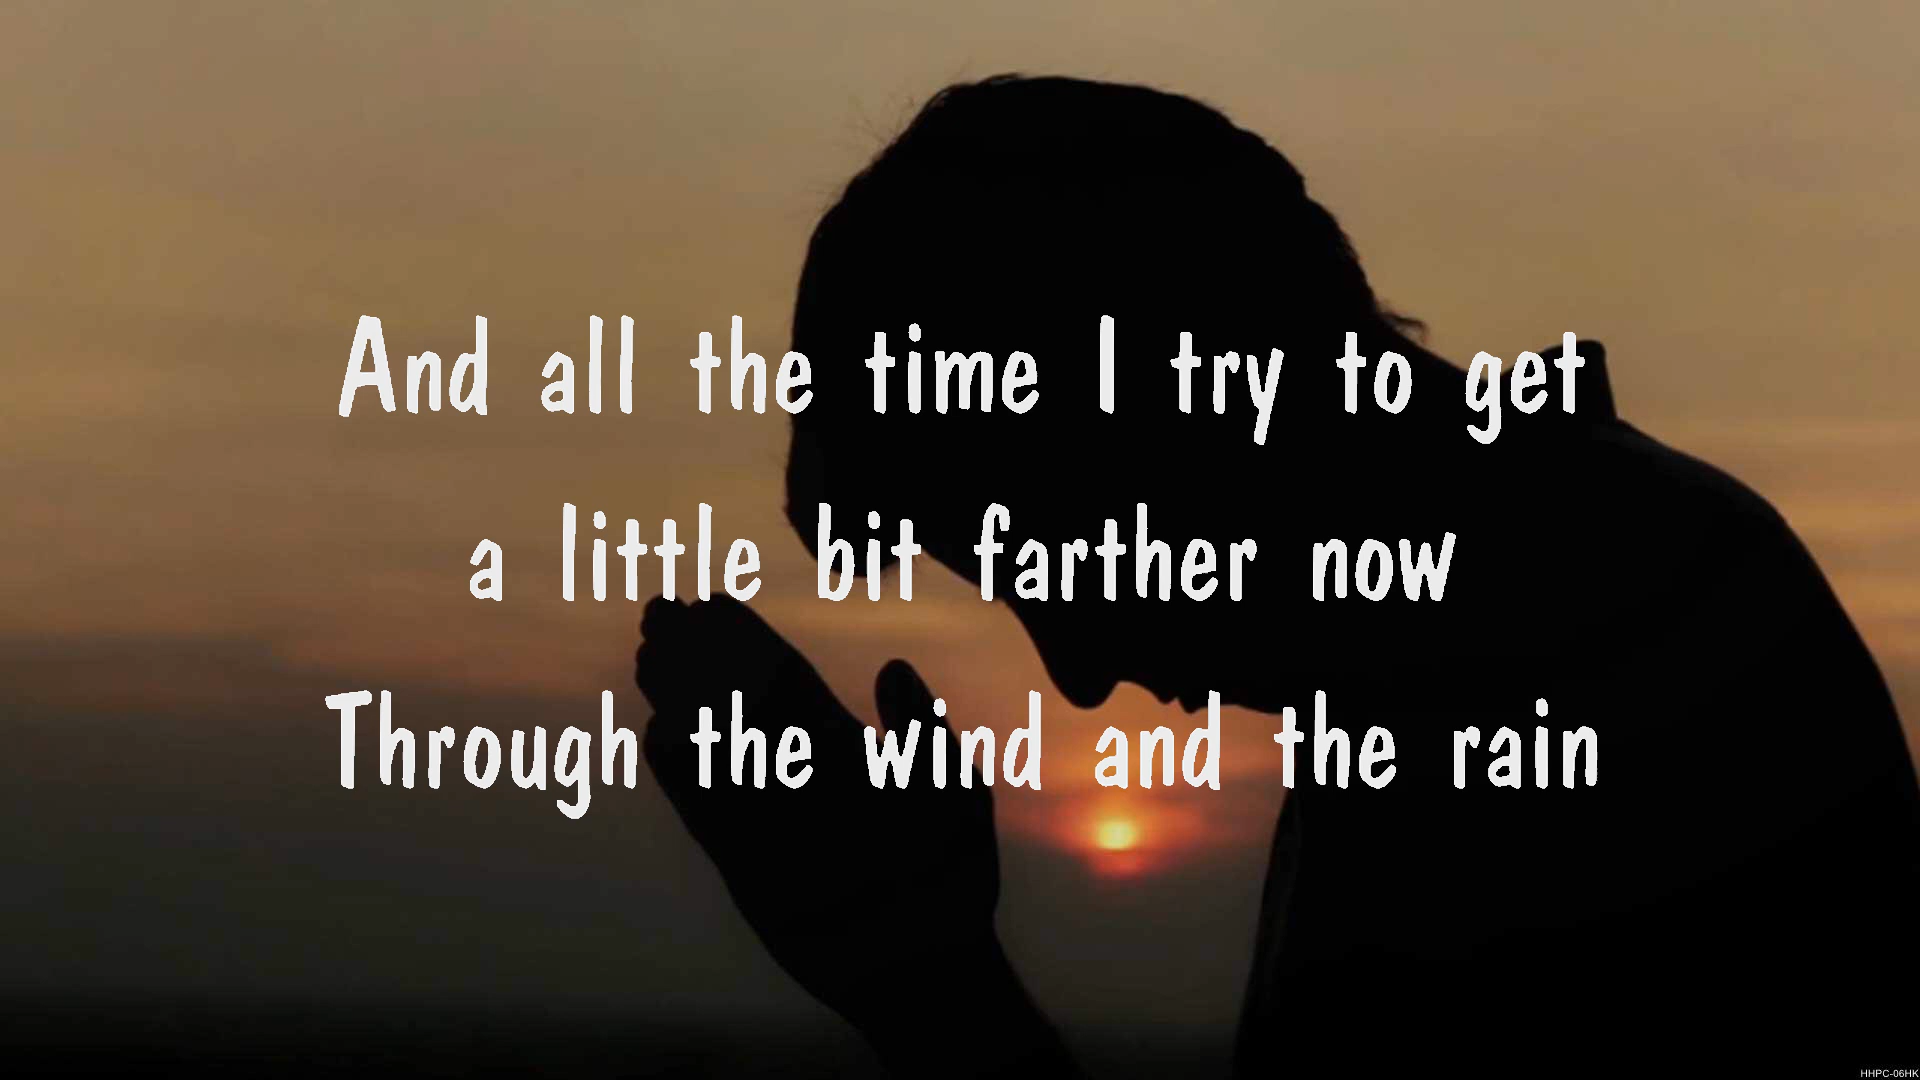 And all the time I try to get
a little bit farther now
Through the wind and the rain
HHPC-06HK